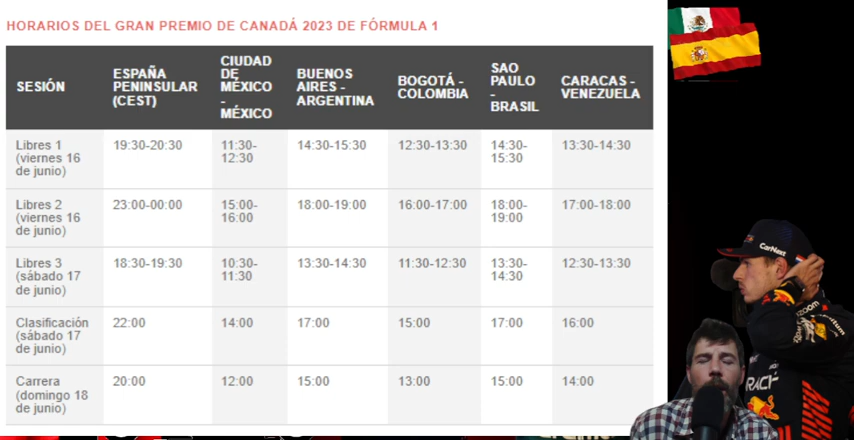 HORARIOS DEL GRAN PREMIO DE CANADÁ 2023 DE FÓRMULA 1
SESIÓN
ESPAÑA
PENINSULAR
(CEST)
CIUDAD
DE
MÉXICO
-
MÉXICO
BUENOS
AIRES -
ARGENTINA
BOGOTÁ -
COLOMBIA
SAO
PAULO
-
BRASIL
CARACAS -
VENEZUELA
Libres 1
(viernes 16
de junio)
19:30-20:30
11:30-
12:30
14:30-15:30
12:30-13:30
14:30-
15:30
13:30-14:30
Libres 2
(viernes 16
de junio)
23:00-00:00
15:00-
16:00
18:00-19:00
16:00-17:00
18:00-
19:00
17:00-18:00
Libres 3
(sábado 17
de junio)
18:30-19:30
10:30-
11:30
13:30-14:30
11:30-12:30
13:30-
14:30
12:30-13:30
Clasificación
(sábado 17
de junio)
22:00
14:00
17:00
15:00
17:00
16:00
Carrera
(domingo 18
de junio)
20:00
12:00
15:00
13:00
15:00
14:00
CarNext